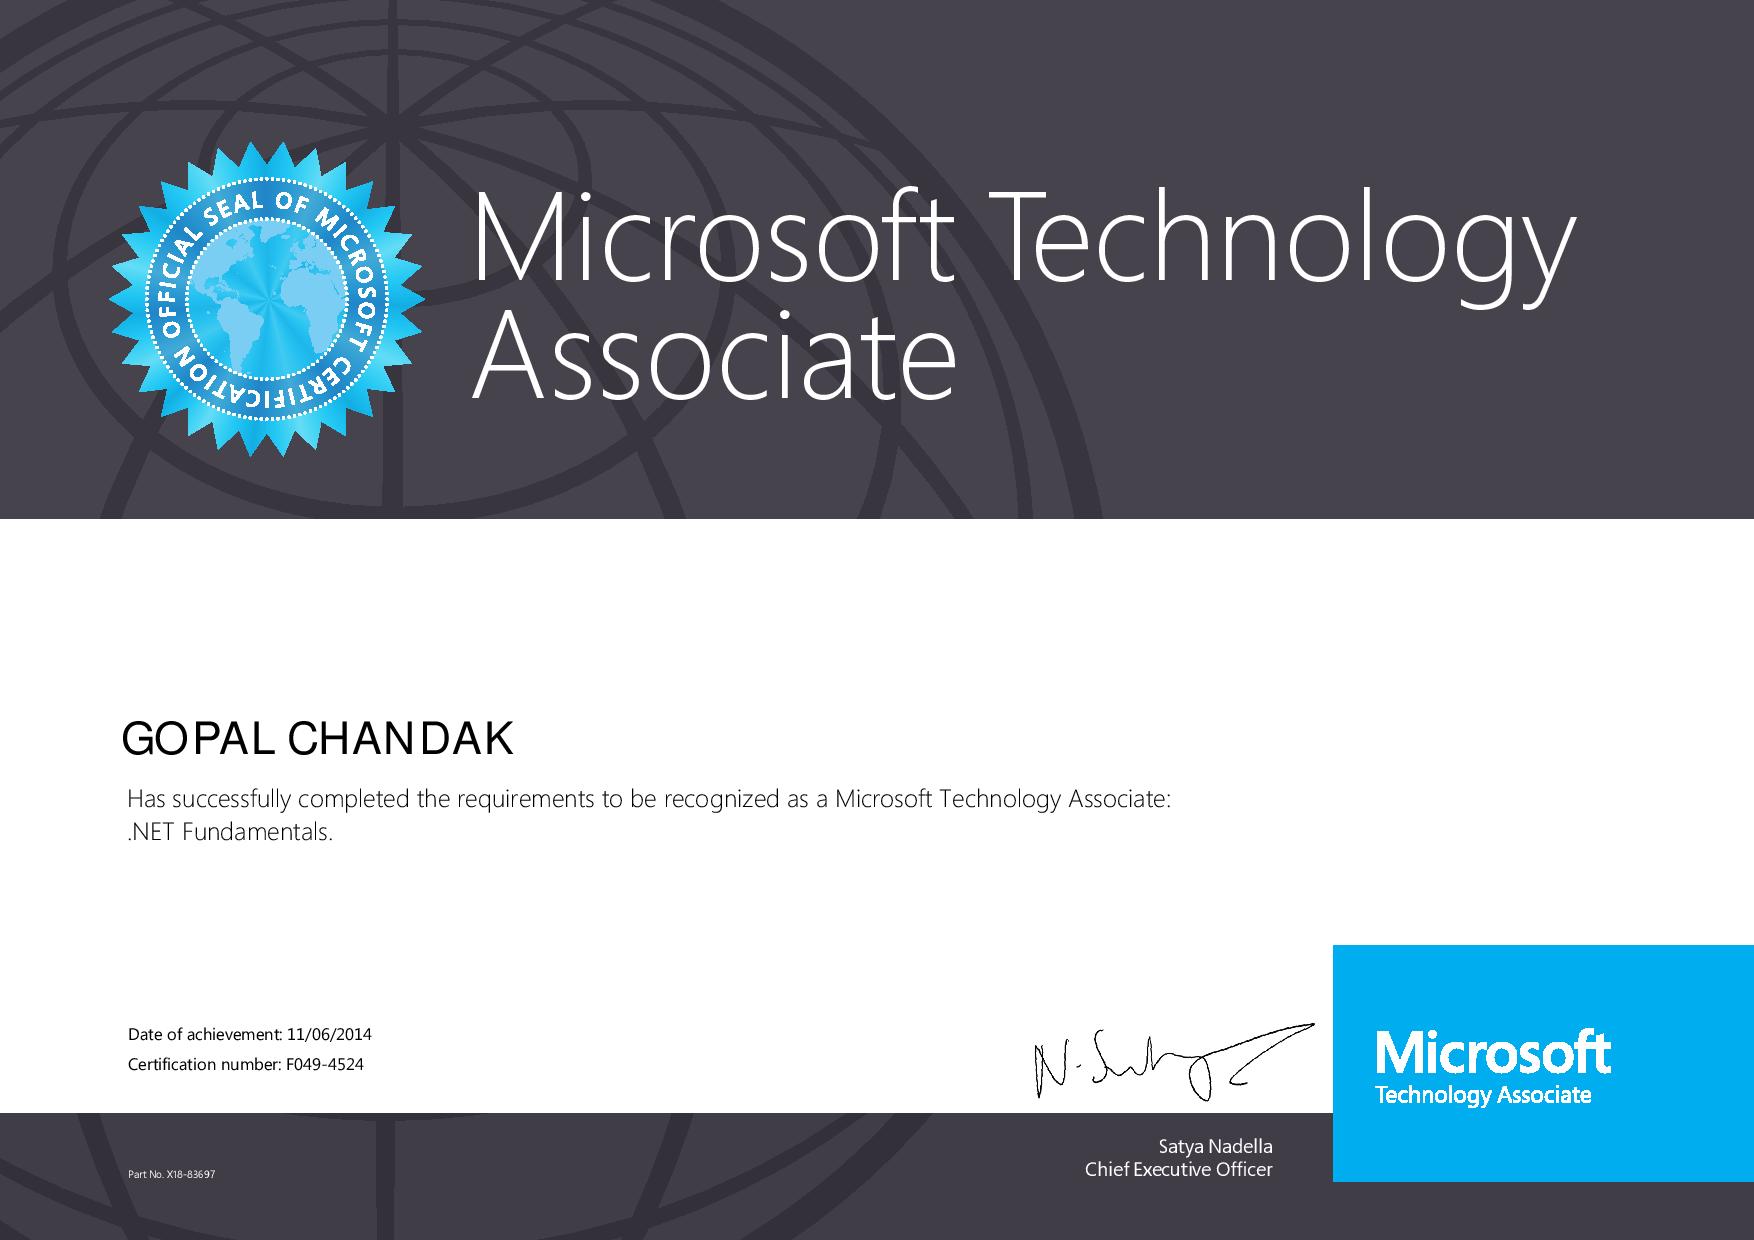 OFFICIAL SEAL OF MICROSOFT CERTIFICATION
Microsoft Technology
Associate
GOPAL CHANDAK
Has successfully completed the requirements to be recognized as a Microsoft Technology Associate:
.NET Fundamentals.
Date of achievement: 11/06/2014
Certification number: F049-4524
N. Satya
Microsoft
Technology Associate
Satya Nadella
Chief Executive Officer
Part No. X18-83697